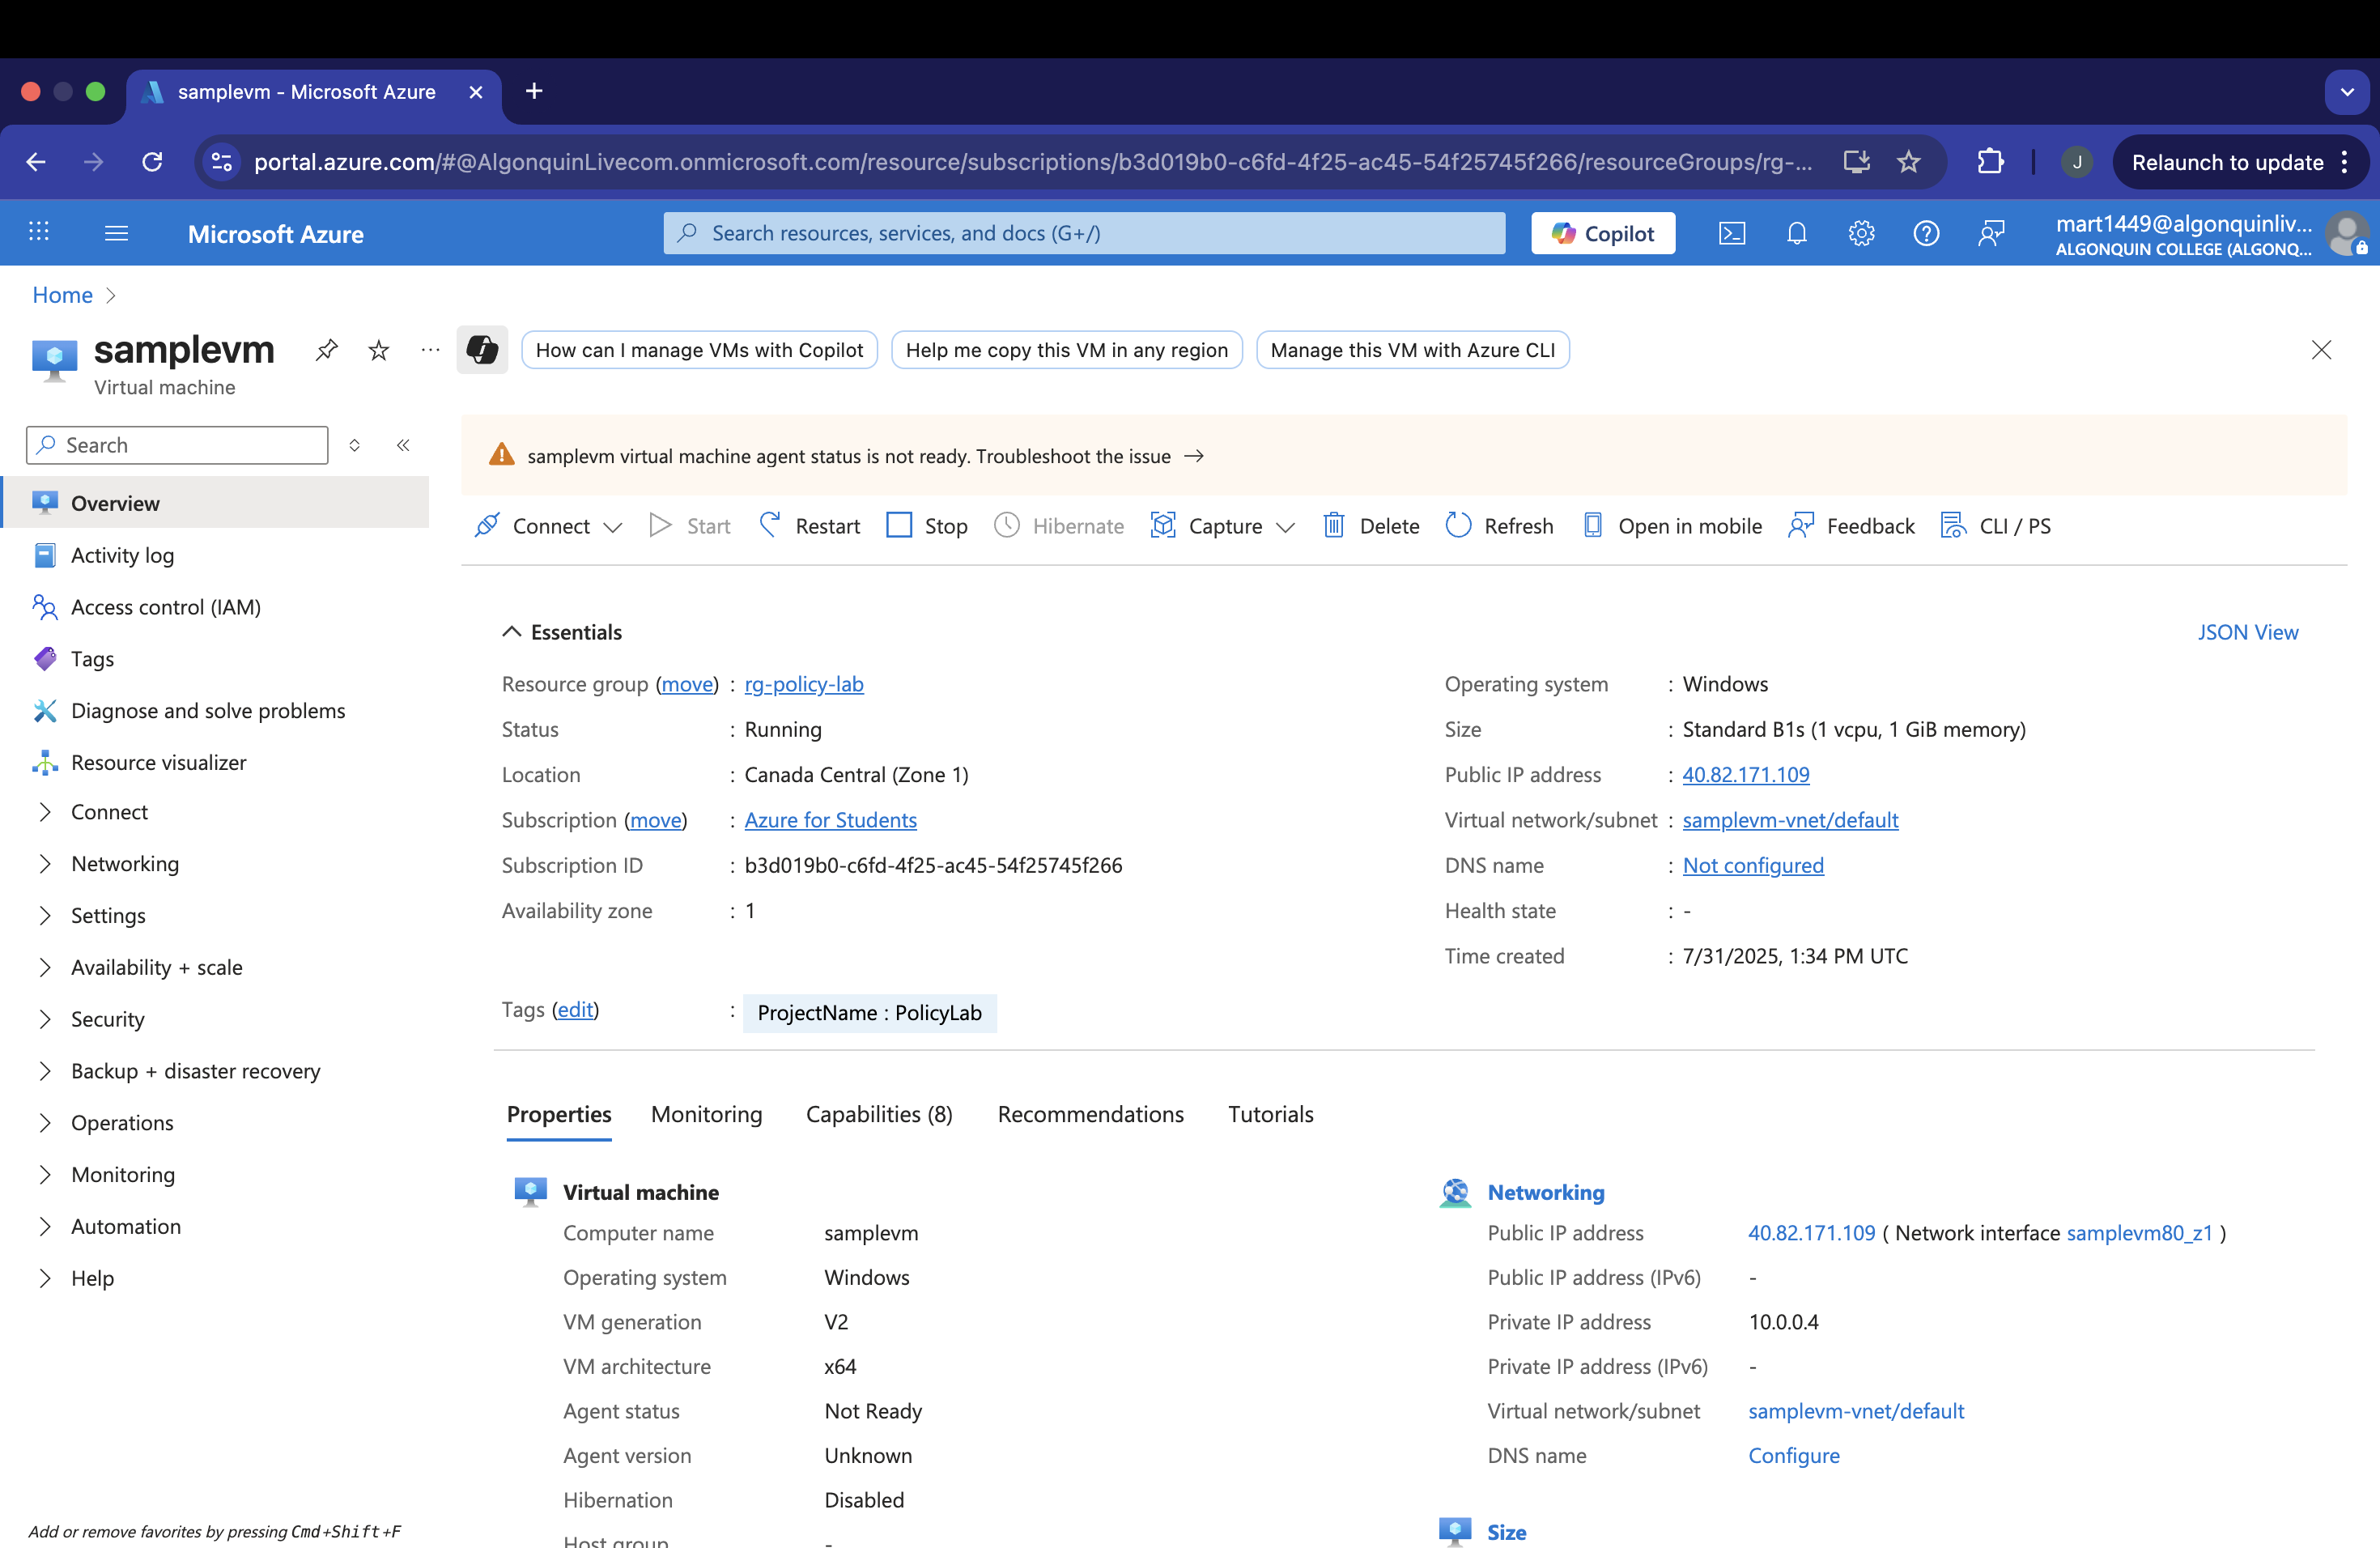 samplevm - Microsoft Azure
portal.azure.com/#@AlgonquinLivecom.onmicrosoft.com/resource/subscriptions/b3d019b0-c6fd-4f25-ac45-54f25745f266/resourceGroups/rg-...
J
Relaunch to update
Microsoft Azure
Search resources, services, and docs (G+/)
Copilot
mart1449@algonquinliv...
ALGONQUIN COLLEGE (ALGONQ...
Home
samplevm
Virtual machine
How can I manage VMs with Copilot
Help me copy this VM in any region
Manage this VM with Azure CLI
Search
samplevm virtual machine agent status is not ready. Troubleshoot the issue →
Connect
Start
Restart
Stop
Hibernate
Capture
Delete
Refresh
Open in mobile
Feedback
CLI / PS
Overview
Activity log
Access control (IAM)
Tags
Diagnose and solve problems
Resource visualizer
Connect
Networking
Settings
Availability + scale
Security
Backup + disaster recovery
Operations
Monitoring
Automation
Help
Add or remove favorites by pressing Cmd+Shift+F
Essentials
JSON View
Resource group (move) : rg-policy-lab
Status : Running
Location : Canada Central (Zone 1)
Subscription (move) : Azure for Students
Subscription ID : b3d019b0-c6fd-4f25-ac45-54f25745f266
Availability zone : 1
Operating system : Windows
Size : Standard B1s (1 vcpu, 1 GiB memory)
Public IP address : 40.82.171.109
Virtual network/subnet : samplevm-vnet/default
DNS name : Not configured
Health state : -
Time created : 7/31/2025, 1:34 PM UTC
Tags (edit) : ProjectName : PolicyLab
Properties
Monitoring
Capabilities (8)
Recommendations
Tutorials
Virtual machine
Computer name samplevm
Operating system Windows
VM generation V2
VM architecture x64
Agent status Not Ready
Agent version Unknown
Hibernation Disabled
Host group -
Networking
Public IP address 40.82.171.109 ( Network interface samplevm80_z1 )
Public IP address (IPv6) -
Private IP address 10.0.0.4
Private IP address (IPv6) -
Virtual network/subnet samplevm-vnet/default
DNS name Configure
Size